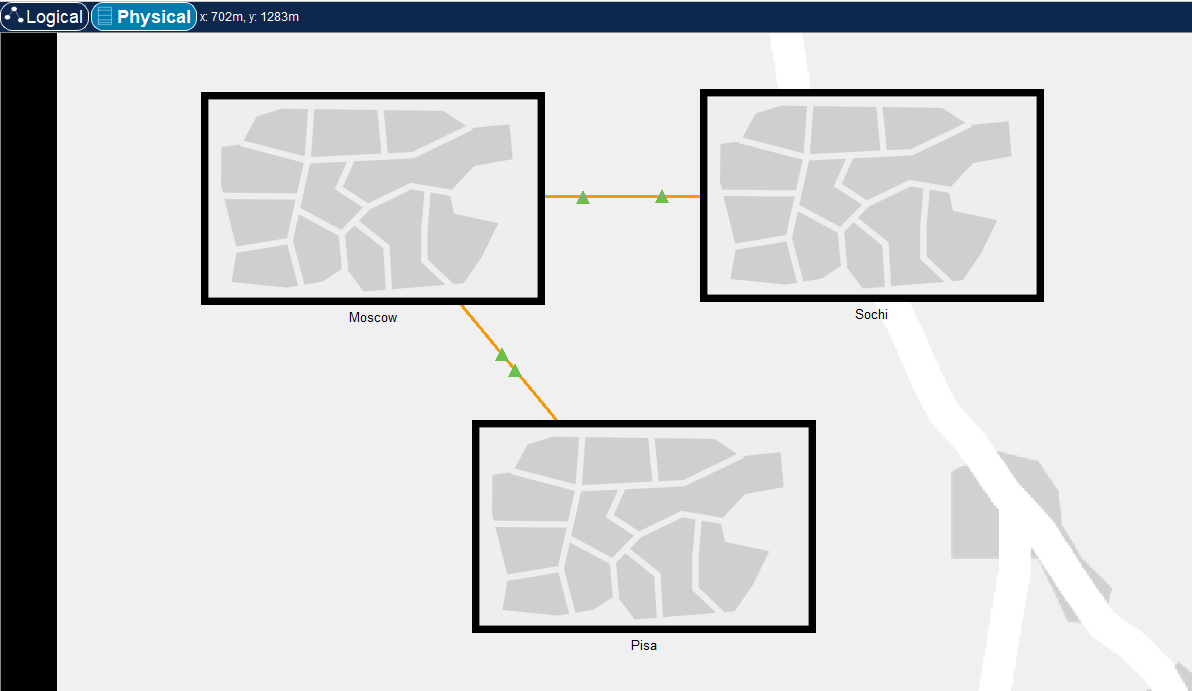 Logical Physical x: 702m, y: 1283m
Moscow
Sochi
Pisa